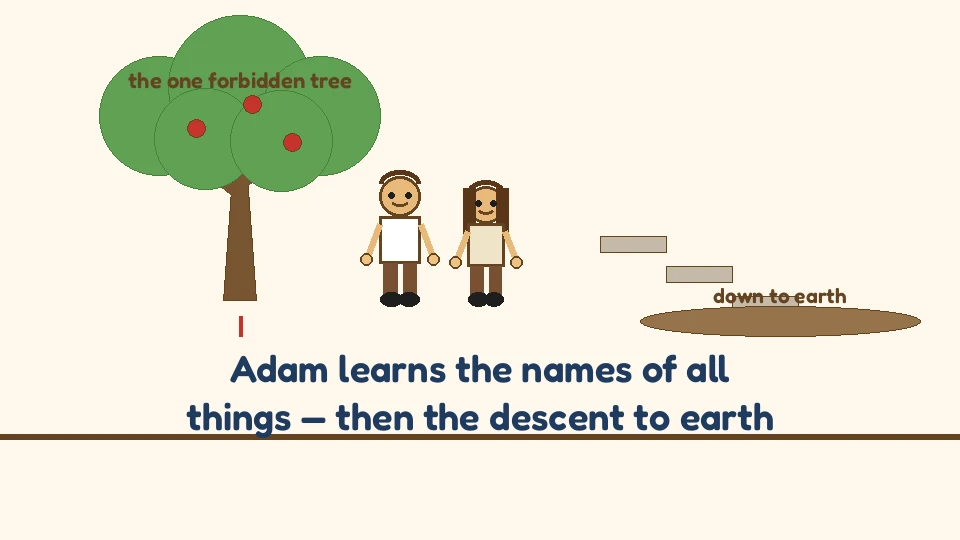 the one forbidden tree
down to earth
Adam learns the names of all
things — then the descent to earth